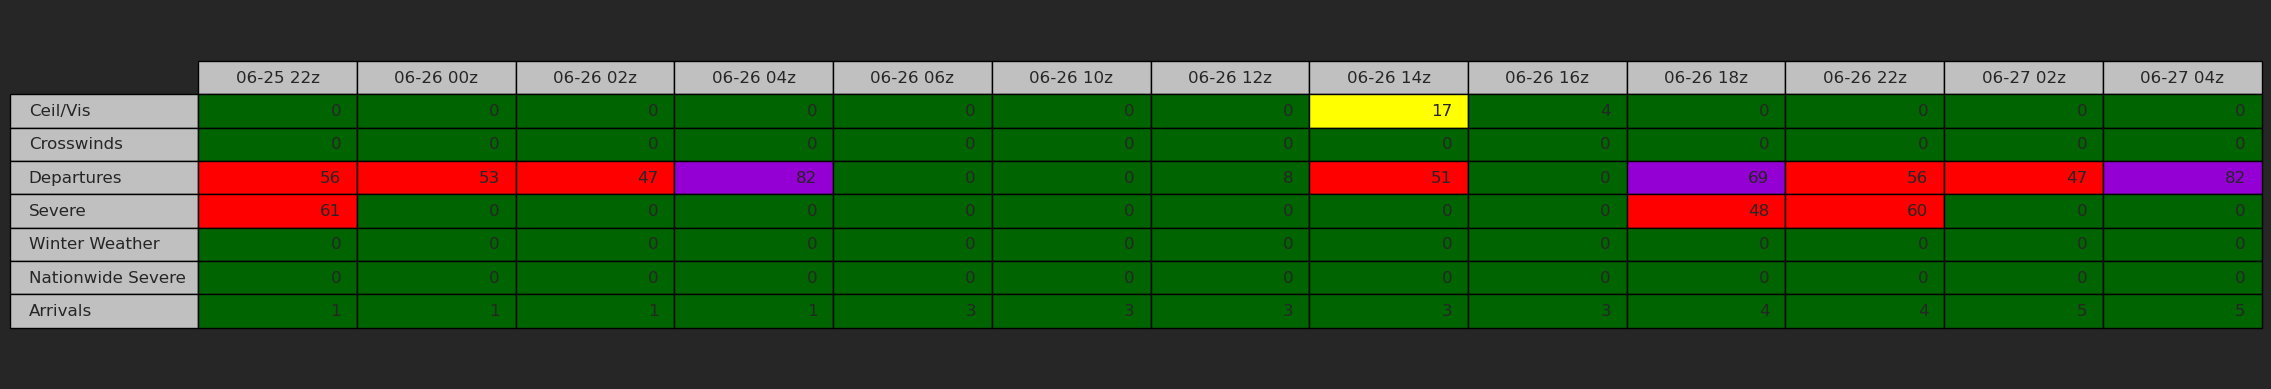 06-25 22z 06-26 00z 06-26 02z 06-26 04z 06-26 06z 06-26 10z 06-26 12z 06-26 14z 06-26 16z 06-26 18z 06-26 22z 06-27 02z 06-27 04z
Ceil/Vis 0 0 0 0 0 0 0 17 4 0 0 0 0
Crosswinds 0 0 0 0 0 0 0 0 0 0 0 0 0
Departures 56 53 47 82 0 0 8 51 0 69 56 47 82
Severe 61 0 0 0 0 0 0 0 0 48 60 0 0
Winter Weather 0 0 0 0 0 0 0 0 0 0 0 0 0
Nationwide Severe 0 0 0 0 0 0 0 0 0 0 0 0 0
Arrivals 1 1 1 1 3 3 3 3 3 4 4 5 5